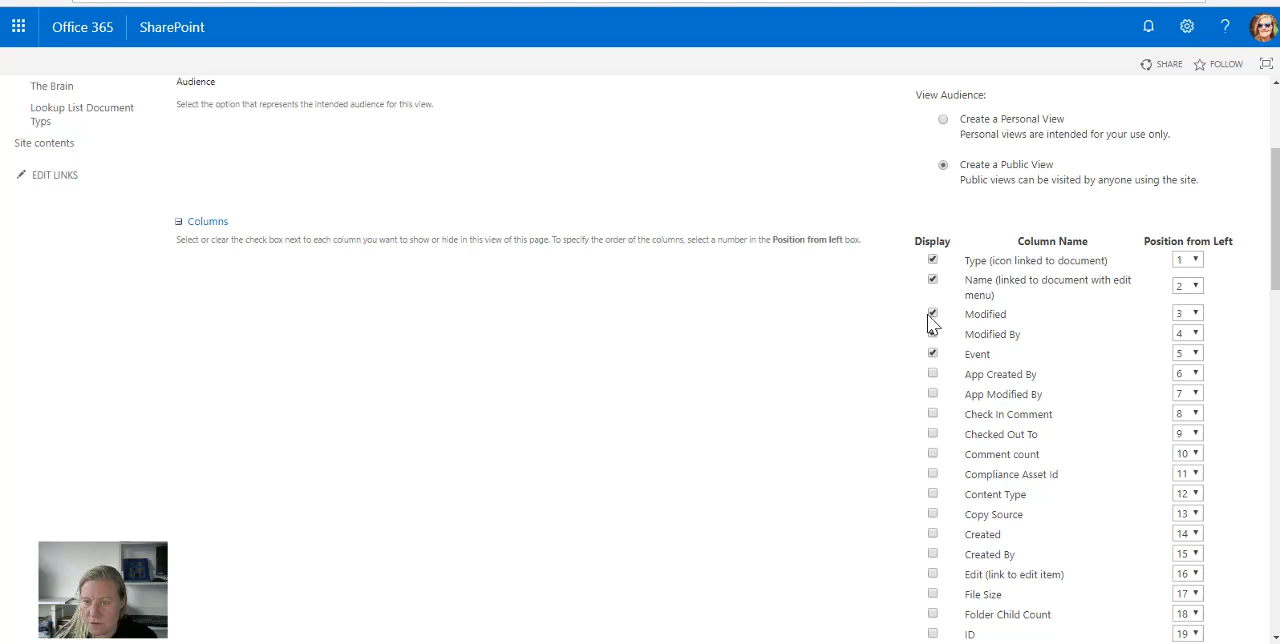 Office 365
SharePoint
?
SHARE
FOLLOW
The Brain
Lookup List Document
Typs
Site contents
EDIT LINKS
Audience
Select the option that represents the intended audience for this view.
View Audience:
Create a Personal View
Personal views are intended for your use only.
Create a Public View
Public views can be visited by anyone using the site.
Columns
Select or clear the check box next to each column you want to show or hide in this view of this page. To specify the order of the columns, select a number in the Position from left box.
Display Column Name Position from Left
Type (icon linked to document) 1
Name (linked to document with edit
menu) 2
Modified 3
Modified By 4
Event 5
App Created By 6
App Modified By 7
Check In Comment 8
Checked Out To 9
Comment count 10
Compliance Asset Id 11
Content Type 12
Copy Source 13
Created 14
Created By 15
Edit (link to edit item) 16
File Size 17
Folder Child Count 18
ID 19